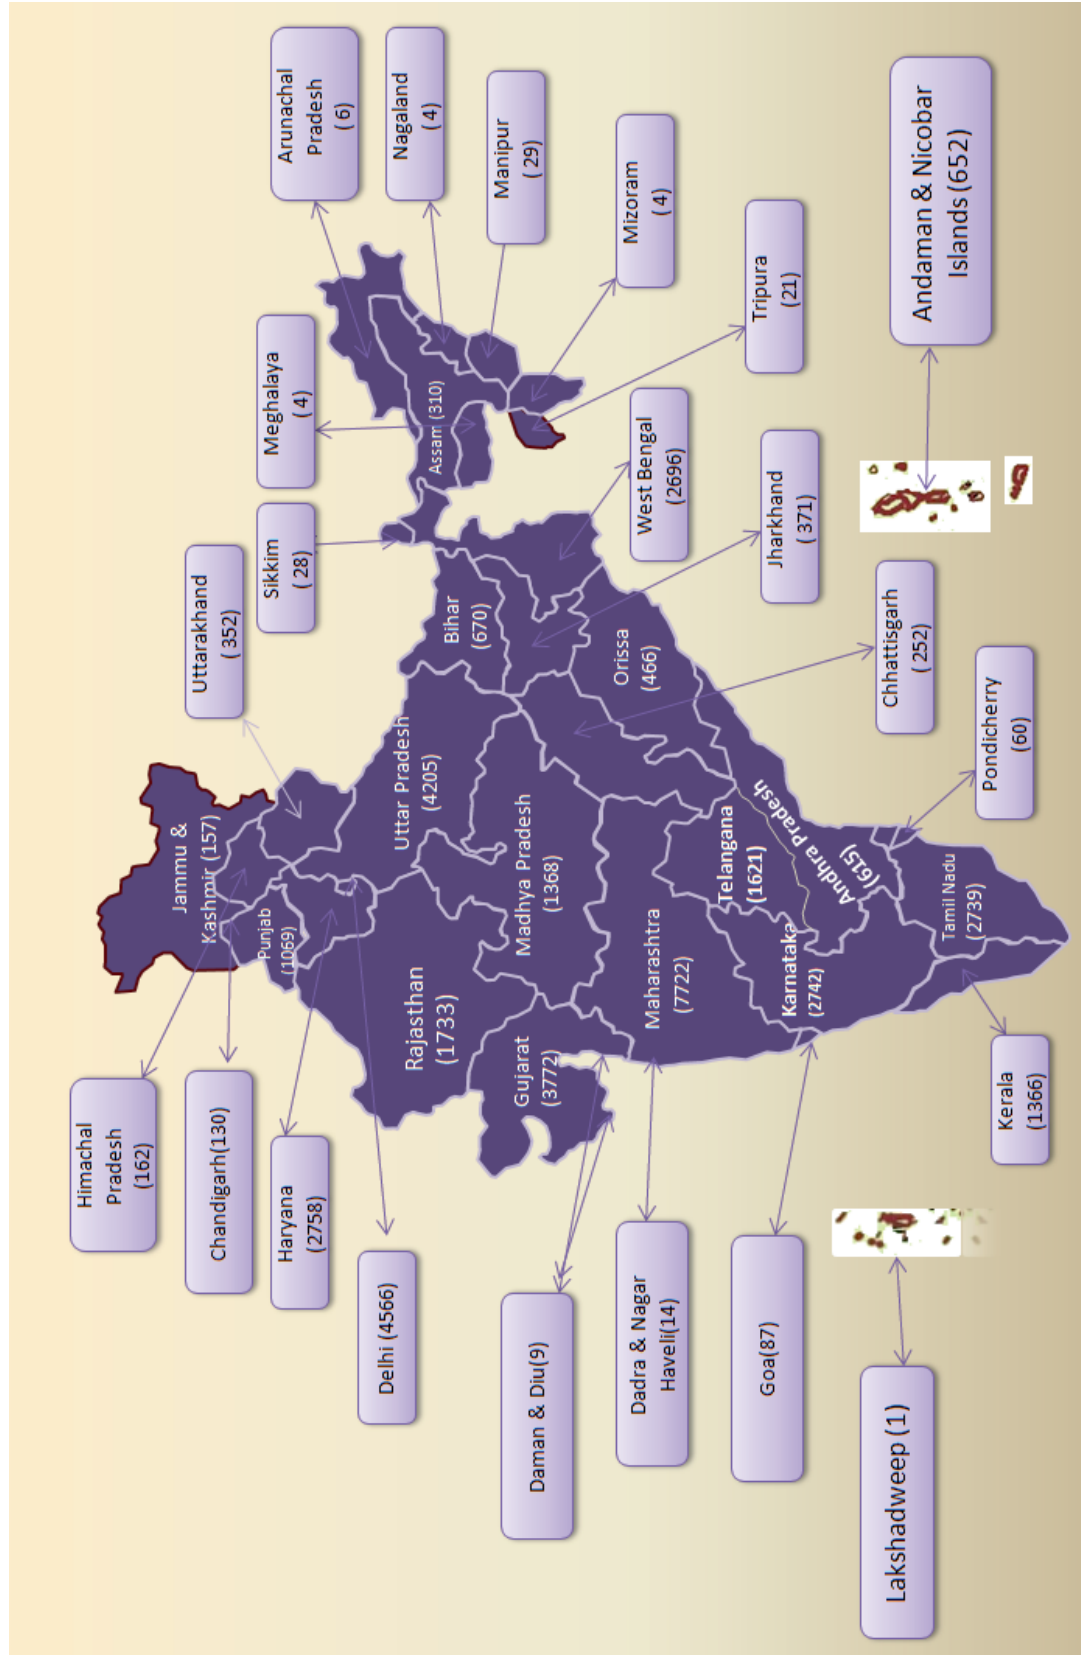 Arunachal
Pradesh
( 6)
Nagaland
( 4)
Manipur
( 29)
Mizoram
( 4)
Tripura
(21)
Andaman & Nicobar
Islands (652)
Meghalaya
( 4)
Assam (310)
Sikkim
( 28)
Uttarakhand
( 352)
West Bengal
(2696)
Jharkhand
( 371)
Chhattisgarh
( 252)
Pondicherry
(60)
Bihar
(670)
Orissa
(466)
Jammu &
Kashmir (157)
Uttar Pradesh
(4205)
Punjab
(1069)
Madhya Pradesh
(1368)
Telangana
(1621)
Andhra Pradesh
(615)
Rajasthan
(1733)
Maharashtra
(7722)
Karnataka
(2742)
Tamil Nadu
(2739)
Gujarat
(3772)
Himachal
Pradesh
(162)
Chandigarh(130)
Haryana
(2758)
Delhi (4566)
Daman & Diu(9)
Dadra & Nagar
Haveli(14)
Goa(87)
Kerala
(1366)
Lakshadweep (1)